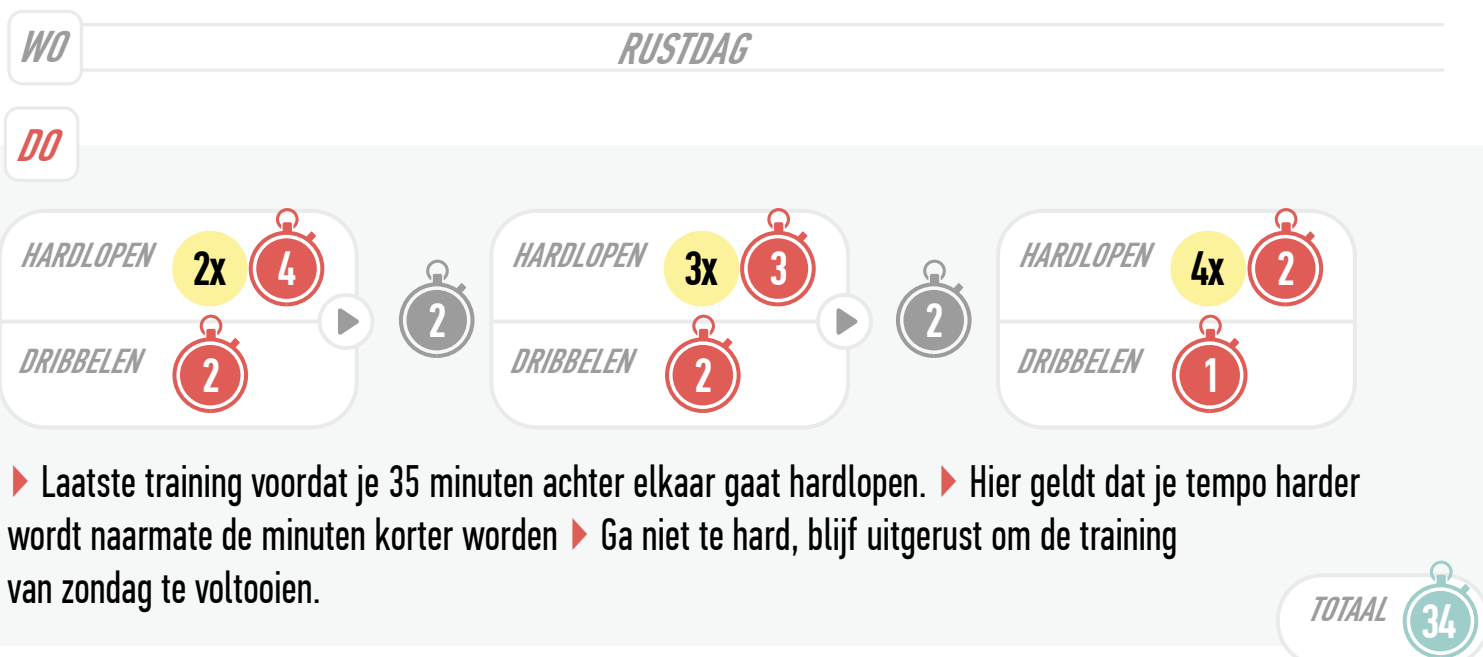 WO
RUSTDAG
DO
HARDLOPEN 2x 4
DRIBBELEN 2
2
HARDLOPEN 3x 3
DRIBBELEN 2
2
HARDLOPEN 4x 2
DRIBBELEN 1
Laatste training voordat je 35 minuten achter elkaar gaat hardlopen. Hier geldt dat je tempo harder
wordt naarmate de minuten korter worden Ga niet te hard, blijf uitgerust om de training
van zondag te voltooien.
TOTAAL 34